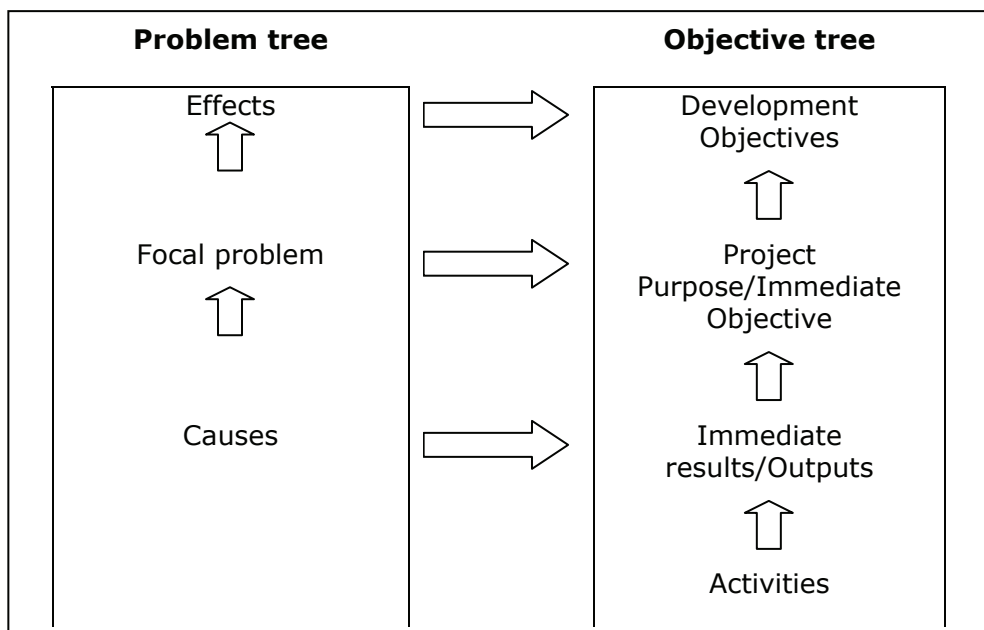 Problem tree
Objective tree
Effects
Focal problem
Causes
Development
Objectives
Project
Purpose/Immediate
Objective
Immediate
results/Outputs
Activities